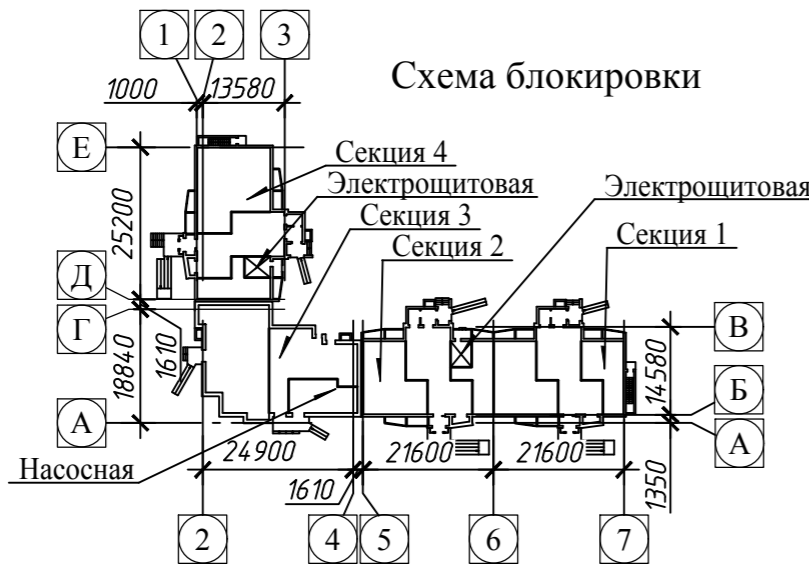 1 2 3
Схема блокировки
1000 13580
Е
Секция 4
Электрощитовая
Электрощитовая
Секция 3
25200
Секция 1
Секция 2
Д
Г
В
1610
18840
14580
Б
А
А
24900
21600
21600
Насосная
1610
1350
2 4 5 6 7